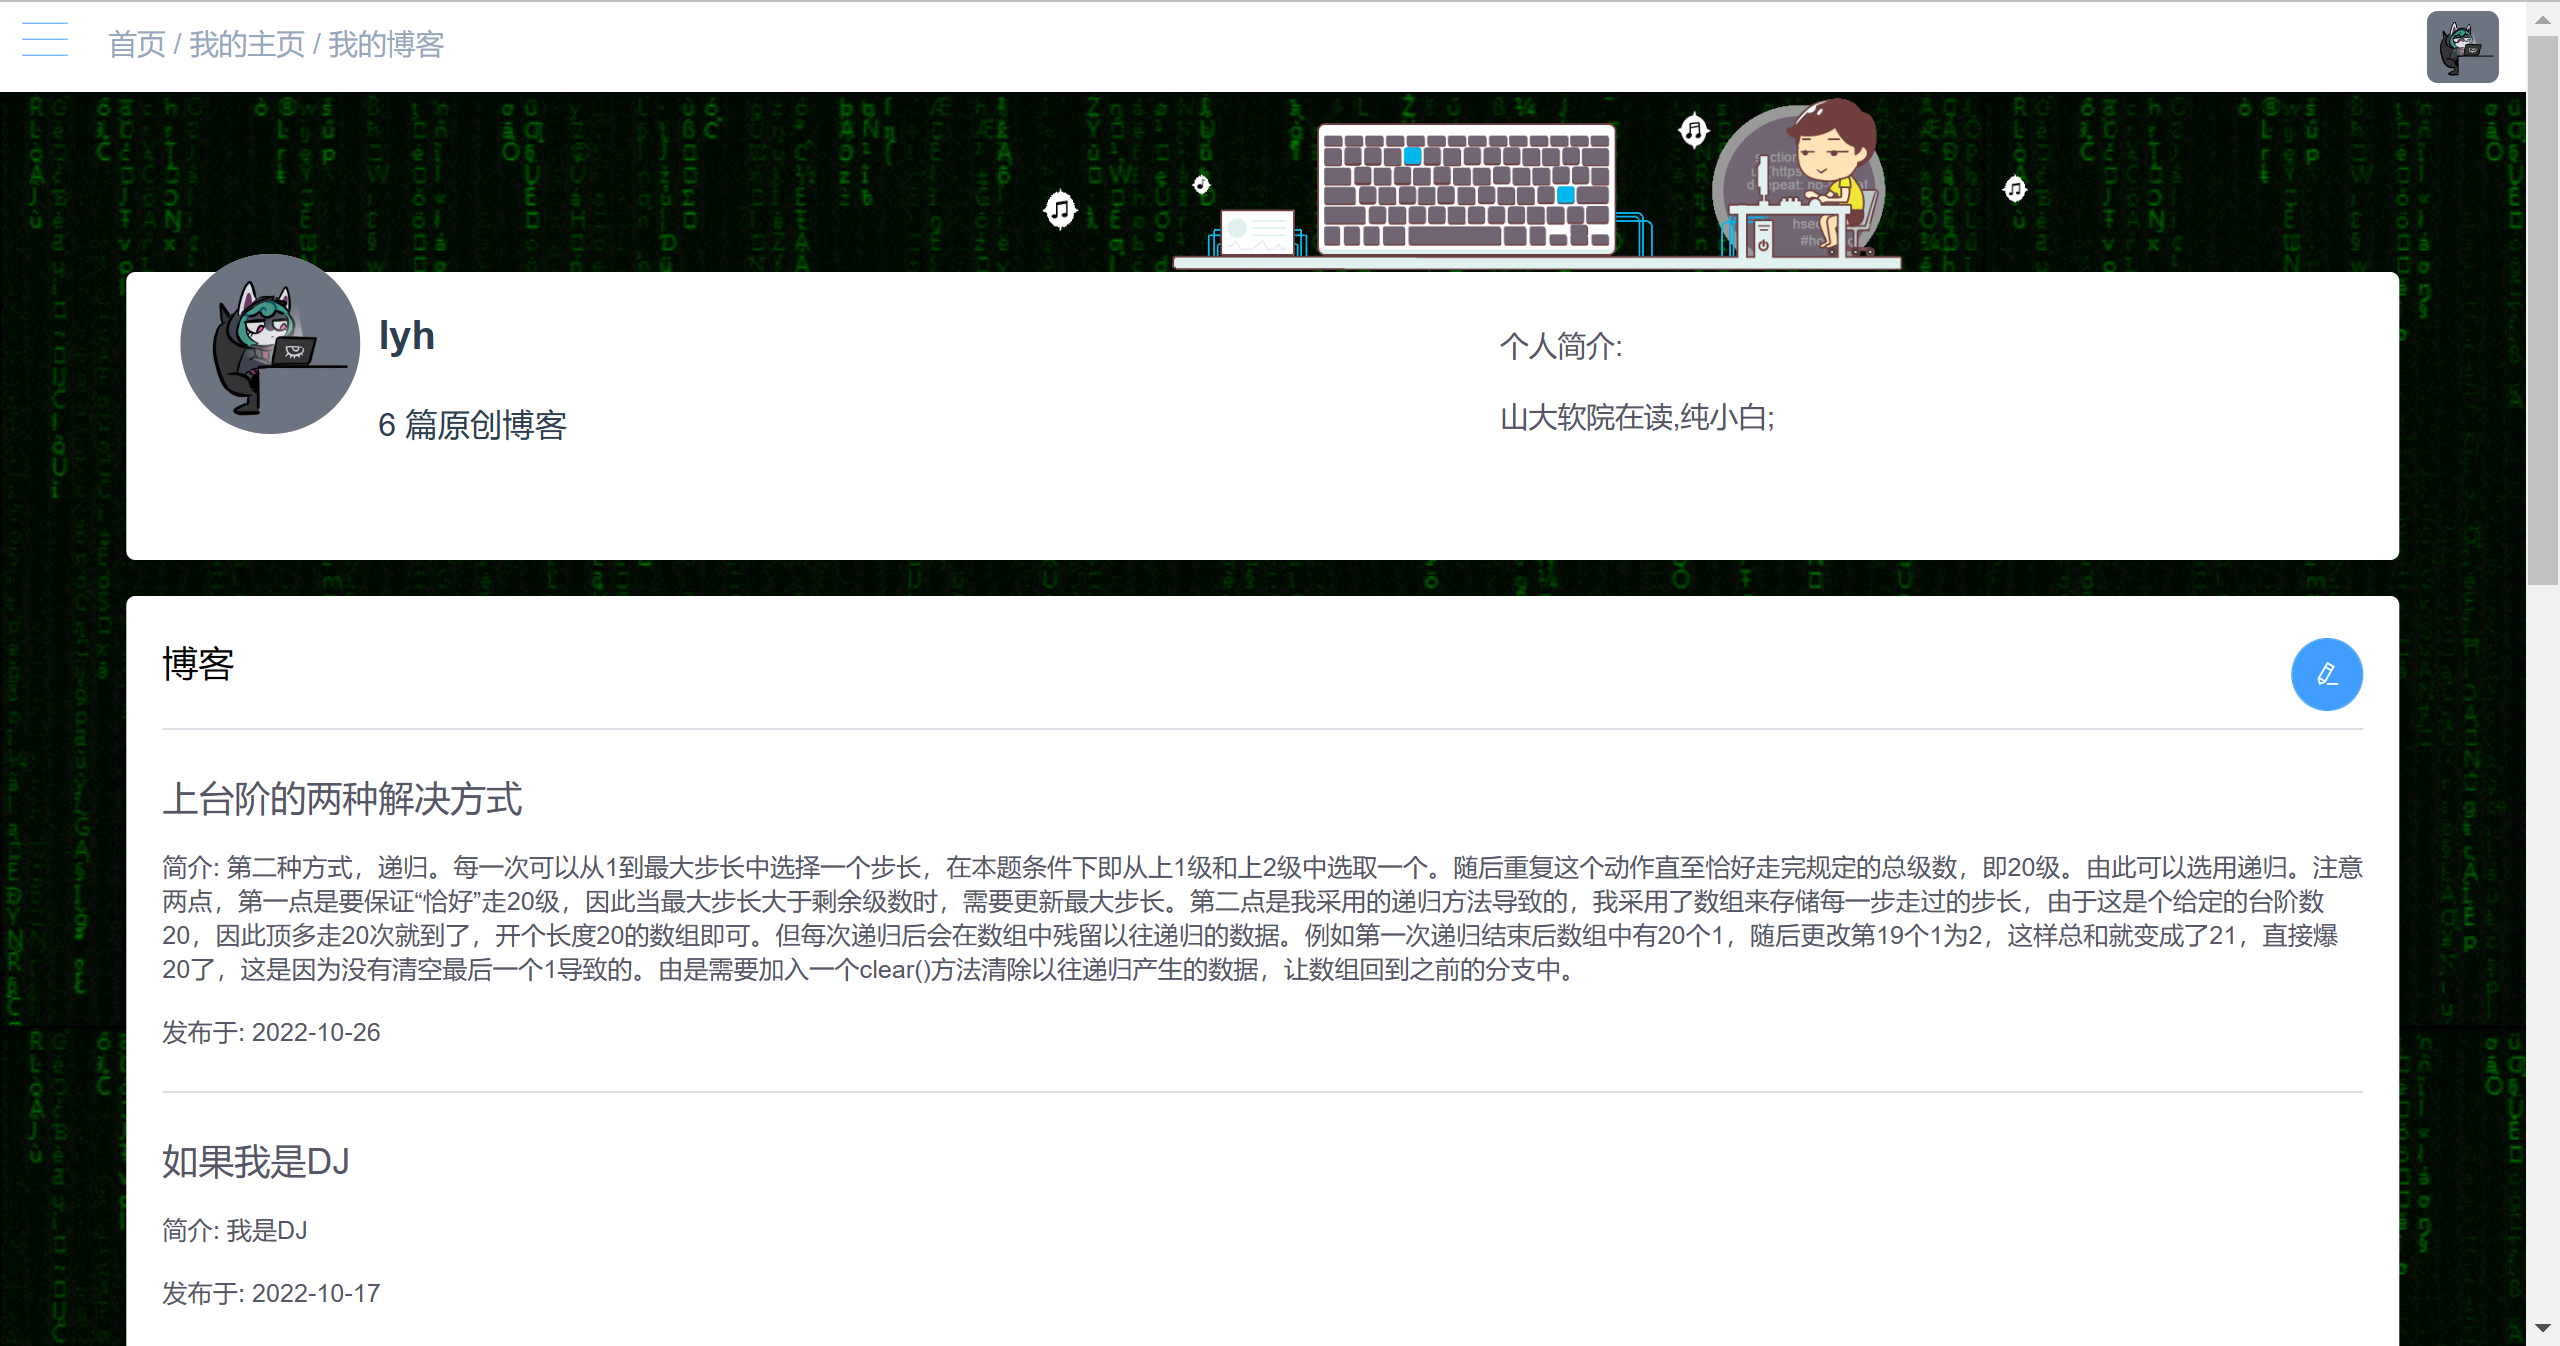 首页 / 我的主页 / 我的博客
lyh
6 篇原创博客
个人简介:
山大软院在读,纯小白;
博客
上台阶的两种解决方式
简介: 第二种方式，递归。每一次可以从1到最大步长中选择一个步长，在本题条件下即从上1级和上2级中选取一个。随后重复这个动作直至恰好走完规定的总级数，即20级。由此可以选用递归。注意
两点，第一点是要保证“恰好”走20级，因此当最大步长大于剩余级数时，需要更新最大步长。第二点是我采用的递归方法导致的，我采用了数组来存储每一步走过的步长，由于这是个给定的台阶数
20，因此顶多走20次就到了，开个长度20的数组即可。但每次递归后会在数组中残留以往递归的数据。例如第一次递归结束后数组中有20个1，随后更改第19个1为2，这样总和就变成了21，直接爆
20了，这是因为没有清空最后一个1导致的。由是需要加入一个clear()方法清除以往递归产生的数据，让数组回到之前的分支中。
发布于: 2022-10-26
如果我是DJ
简介: 我是DJ
发布于: 2022-10-17